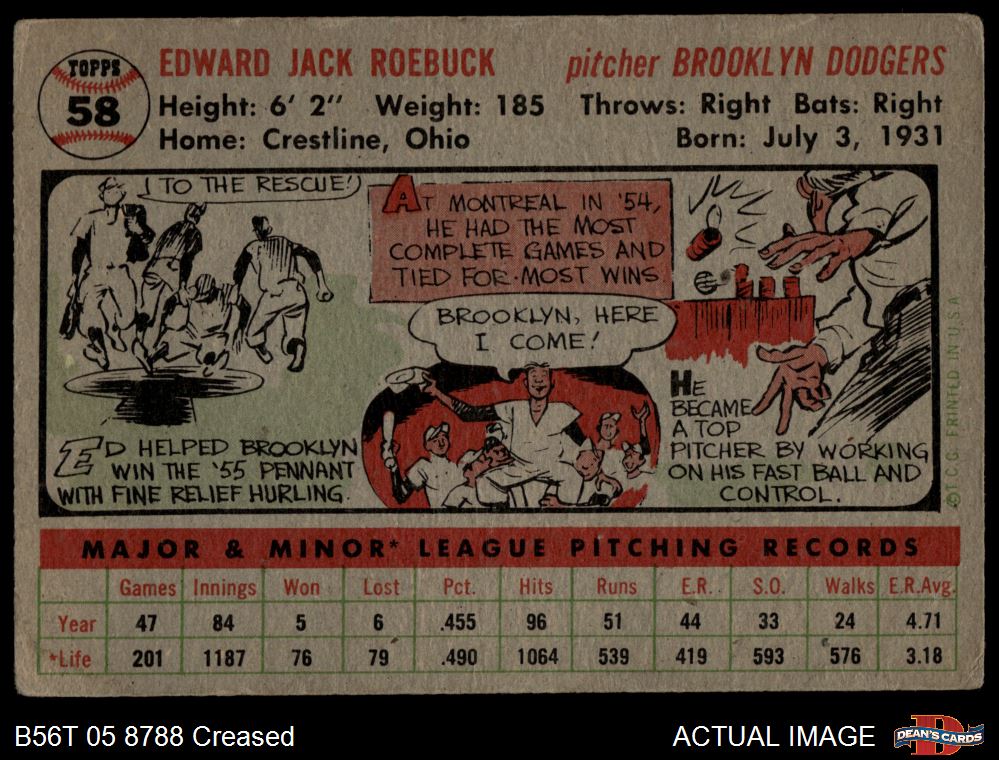 TOPPS
58
EDWARD JACK ROEBUCK pitcher BROOKLYN DODGERS
Height: 6' 2" Weight: 185 Throws: Right Bats: Right
Home: Crestline, Ohio Born: July 3, 1931
TO THE RESCUE!
ED HELPED BROOKLYN
WIN THE '55 PENNANT
WITH FINE RELIEF HURLING.
AT MONTREAL IN '54,
HE HAD THE MOST
COMPLETE GAMES AND
TIED FOR MOST WINS
BROOKLYN, HERE
I COME!
HE
BECAME
A TOP
PITCHER BY WORKING
ON HIS FAST BALL AND
CONTROL.
© T.C.G. PRINTED IN U.S.A
MAJOR & MINOR* LEAGUE PITCHING RECORDS
Games Innings Won Lost Pct. Hits Runs E.R. S.O. Walks E.R.Avg.
Year 47 84 5 6 .455 96 51 44 33 24 4.71
*Life 201 1187 76 79 .490 1064 539 419 593 576 3.18
B56T 05 8788 Creased ACTUAL IMAGE
D
DEAN'S CARDS